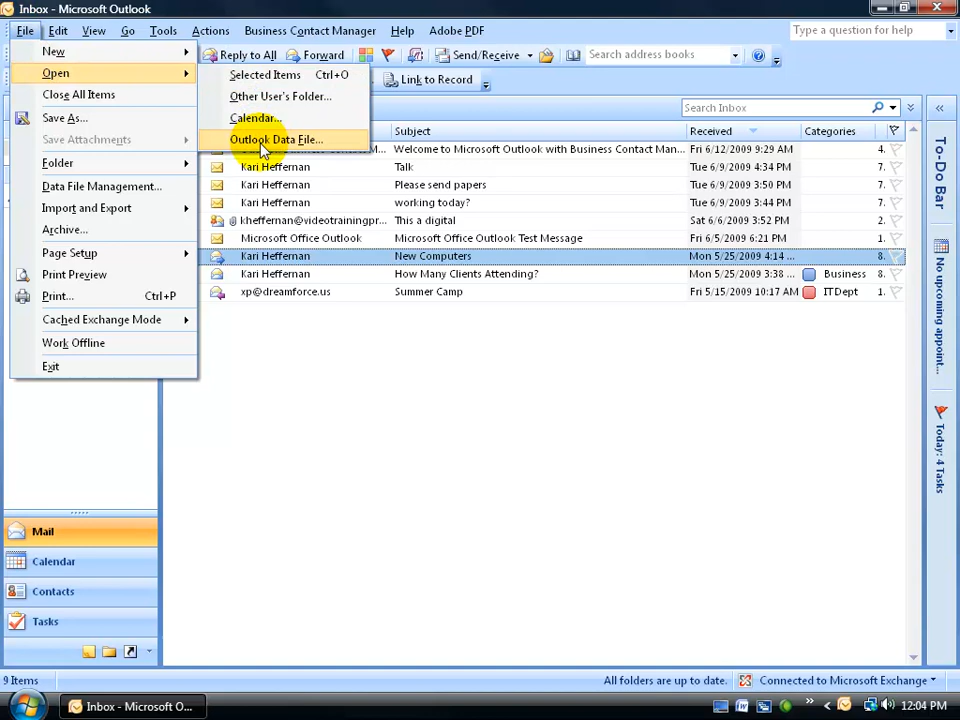 Inbox - Microsoft Outlook
File Edit View Go Tools Actions Business Contact Manager Help Adobe PDF Type a question for help
Reply to All Forward Send/Receive Search address books
Link to Record
New
Open
Close All Items
Save As...
Save Attachments
Folder
Data File Management...
Import and Export
Archive...
Page Setup
Print Preview
Print... Ctrl+P
Cached Exchange Mode
Work Offline
Exit
Selected Items Ctrl+O
Other User's Folder...
Calendar...
Outlook Data File...
Search Inbox
Subject Received Categories
Welcome to Microsoft Outlook with Business Contact Man... Fri 6/12/2009 9:29 AM 4.
Kari Heffernan Talk Tue 6/9/2009 4:34 PM 7.
Kari Heffernan Please send papers Tue 6/9/2009 3:50 PM 7.
Kari Heffernan working today? Tue 6/9/2009 3:44 PM 7.
kheffernan@videotrainingpr... This a digital Sat 6/6/2009 3:52 PM 2.
Microsoft Office Outlook Microsoft Office Outlook Test Message Fri 6/5/2009 6:21 PM 1.
Kari Heffernan New Computers Mon 5/25/2009 4:14 ... 8.
Kari Heffernan How Many Clients Attending? Mon 5/25/2009 3:38 ... Business 8.
xp@dreamforce.us Summer Camp Fri 5/15/2009 10:17 AM ITDept 1.
To-Do Bar
No upcoming appoint...
Today: 4 Tasks
Mail
Calendar
Contacts
Tasks
9 Items All folders are up to date. Connected to Microsoft Exchange
Inbox - Microsoft O... 12:04 PM